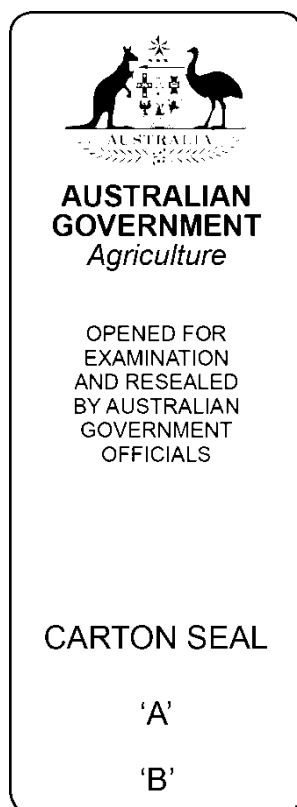 AUSTRALIA
AUSTRALIAN
GOVERNMENT
Agriculture
OPENED FOR
EXAMINATION
AND RESEALED
BY AUSTRALIAN
GOVERNMENT
OFFICIALS
CARTON SEAL
‘A’
‘B’